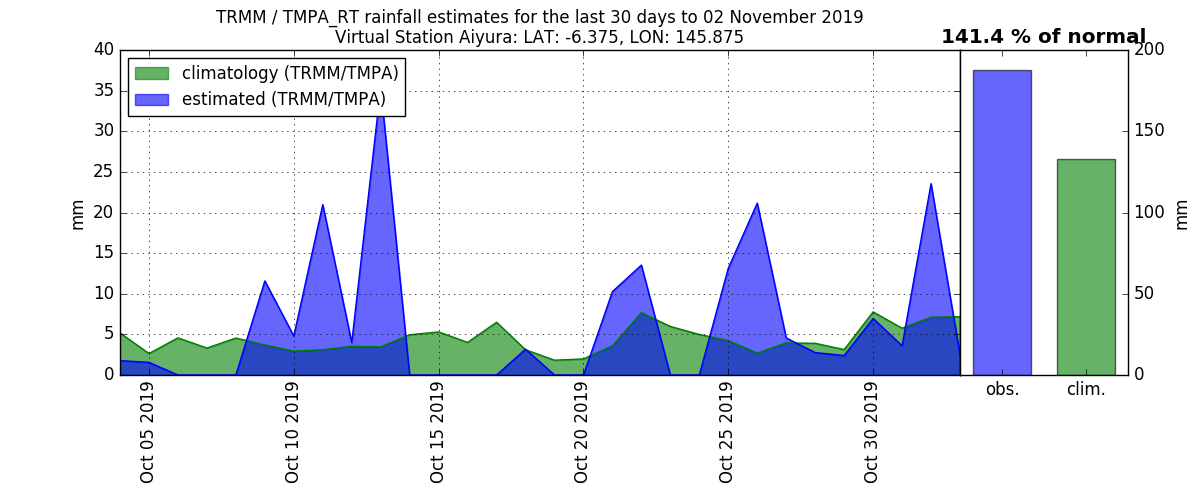 TRMM / TMPA_RT rainfall estimates for the last 30 days to 02 November 2019
Virtual Station Aiyura: LAT: -6.375, LON: 145.875
141.4 % of normal
climatology (TRMM/TMPA)
estimated (TRMM/TMPA)
40
35
30
25
20
15
10
5
0
mm
Oct 05 2019
Oct 10 2019
Oct 15 2019
Oct 20 2019
Oct 25 2019
Oct 30 2019
obs.
clim.
200
150
100
50
0
mm